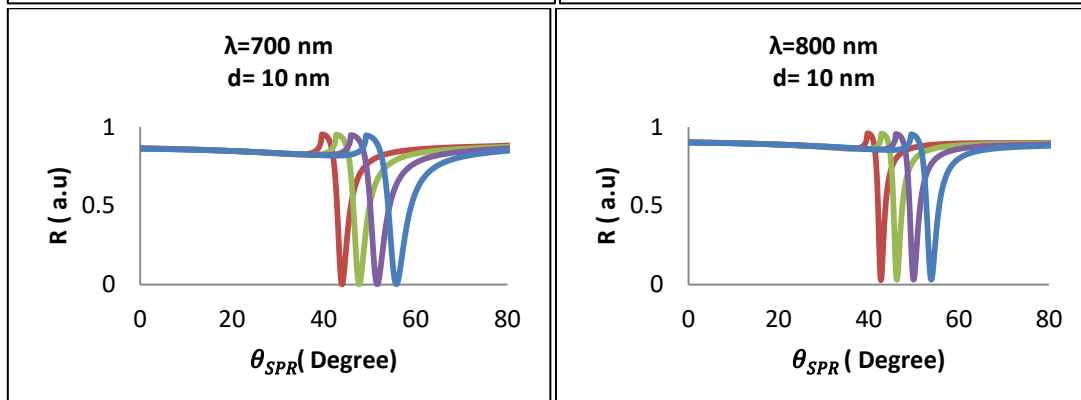 λ=700 nm
d= 10 nm
1
0.5
0
R ( a.u)
0 20 40 60 80
θSPR( Degree)
λ=800 nm
d= 10 nm
1
0.5
0
R ( a.u)
0 20 40 60 80
θSPR ( Degree)